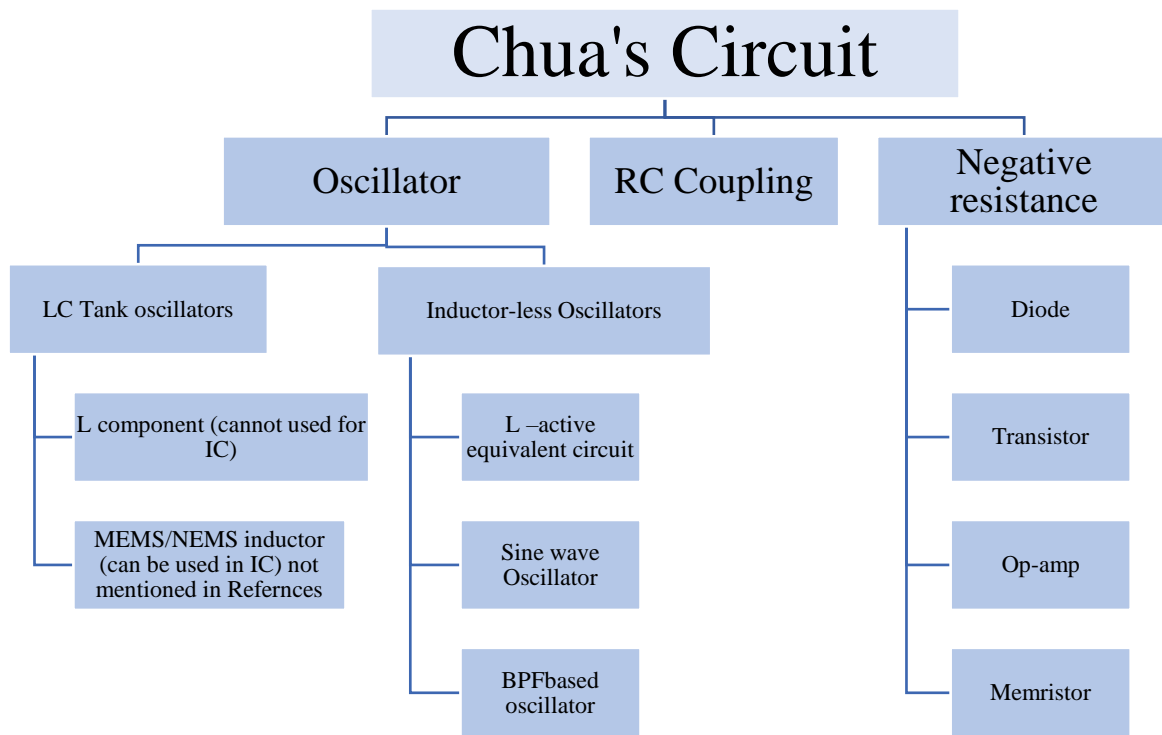 Chua's Circuit
Oscillator
RC Coupling
Negative
resistance
LC Tank oscillators
Inductor-less Oscillators
Diode
L component (cannot used for
IC)
L –active
equivalent circuit
Transistor
MEMS/NEMS inductor
(can be used in IC) not
mentioned in Refernces
Sine wave
Oscillator
Op-amp
BPFbased
oscillator
Memristor